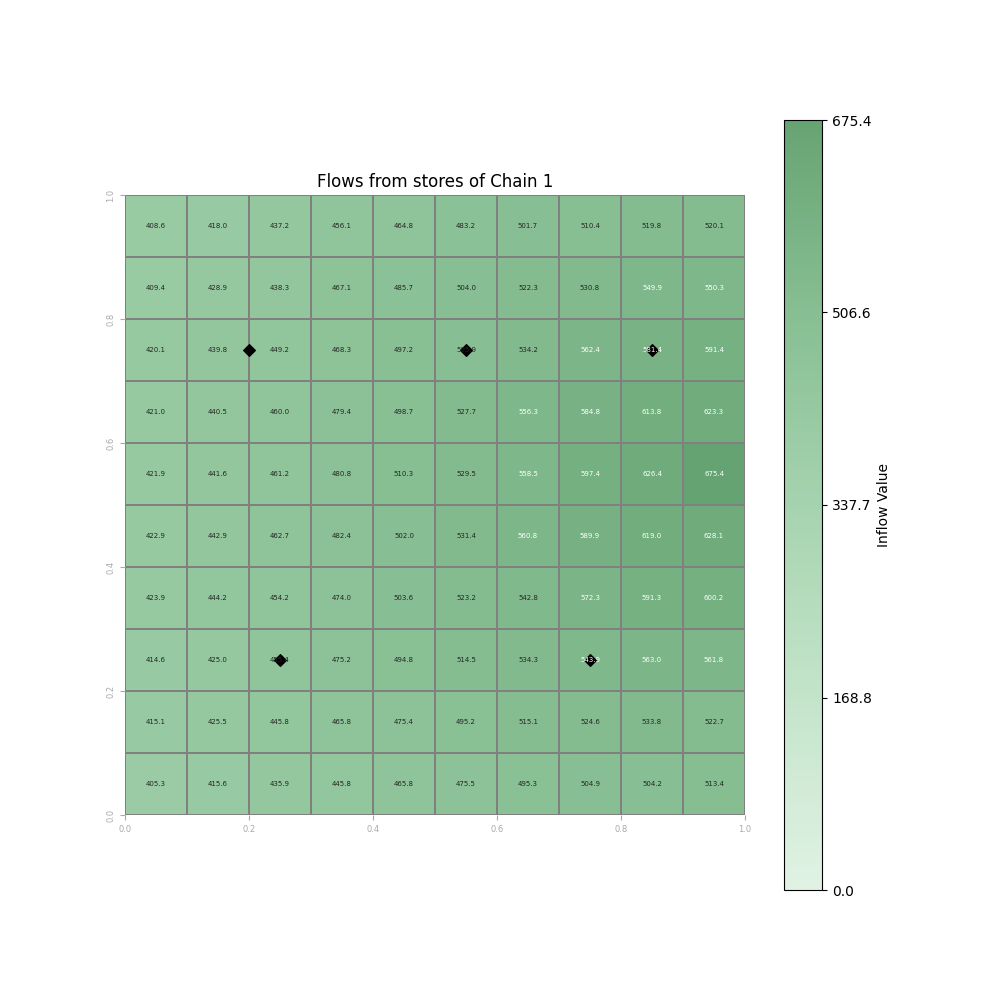 Flows from stores of Chain 1
1.0
408.6 418.0 437.2 456.1 464.8 483.2 501.7 510.4 519.8 520.1
409.4 428.9 438.3 467.1 485.7 504.0 522.3 530.8 549.9 550.3
0.8
420.1 439.8 449.2 468.3 497.2 534.2 562.4 591.4
421.0 440.5 460.0 479.4 498.7 527.7 556.3 584.8 613.8 623.3
0.6
421.9 441.6 461.2 480.8 510.3 529.5 558.5 597.4 626.4 675.4
422.9 442.9 462.7 482.4 502.0 531.4 560.8 589.9 619.0 628.1
0.4
423.9 444.2 454.2 474.0 503.6 523.2 542.8 572.3 591.3 600.2
414.6 425.0 475.2 494.8 514.5 534.3 563.0 561.8
0.2
415.1 425.5 445.8 465.8 475.4 495.2 515.1 524.6 533.8 522.7
405.3 415.6 435.9 445.8 465.8 475.5 495.3 504.9 504.2 513.4
0.0
0.0 0.2 0.4 0.6 0.8 1.0
675.4
506.6
337.7
168.8
0.0
Inflow Value